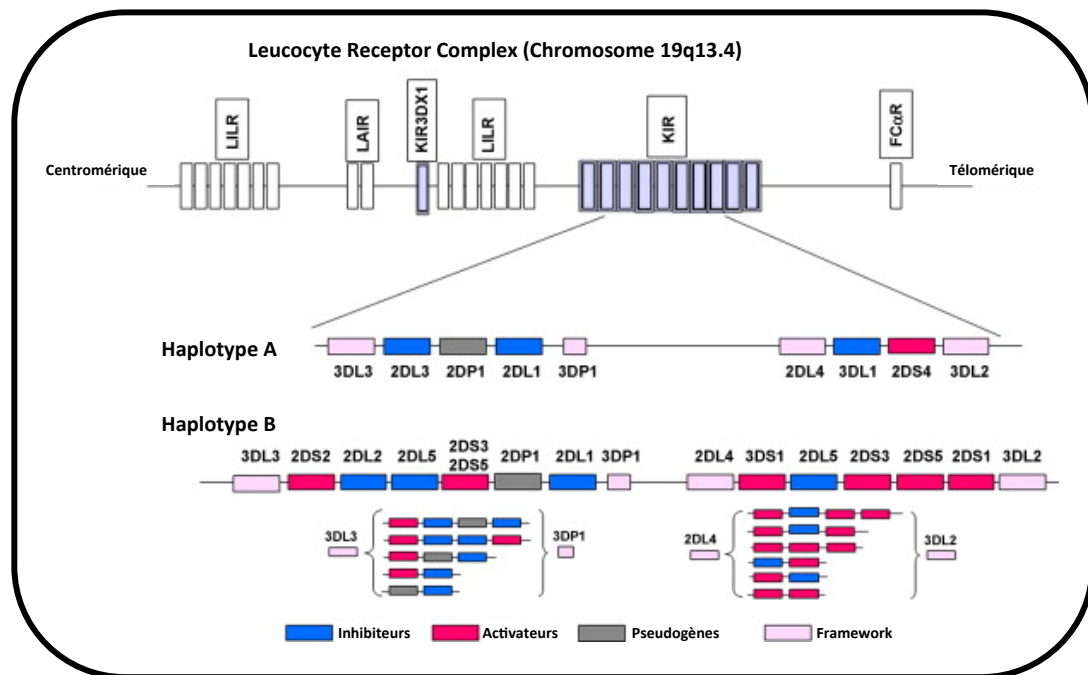 Leucocyte Receptor Complex (Chromosome 19q13.4)
LILR
LAIR
KIR3DX1
LILR
KIR
FCαR
Centromérique
Télomérique
Haplotype A
3DL3 2DL3 2DP1 2DL1 3DP1 2DL4 3DL1 2DS4 3DL2
Haplotype B
3DL3 2DS2 2DL2 2DL5 2DS3 2DP1 2DL1 3DP1 2DL4 3DS1 2DL5 2DS3 2DS5 2DS1 3DL2
2DS5
3DL3 3DP1 2DL4 3DL2
Inhibiteurs Activateurs Pseudogènes Framework